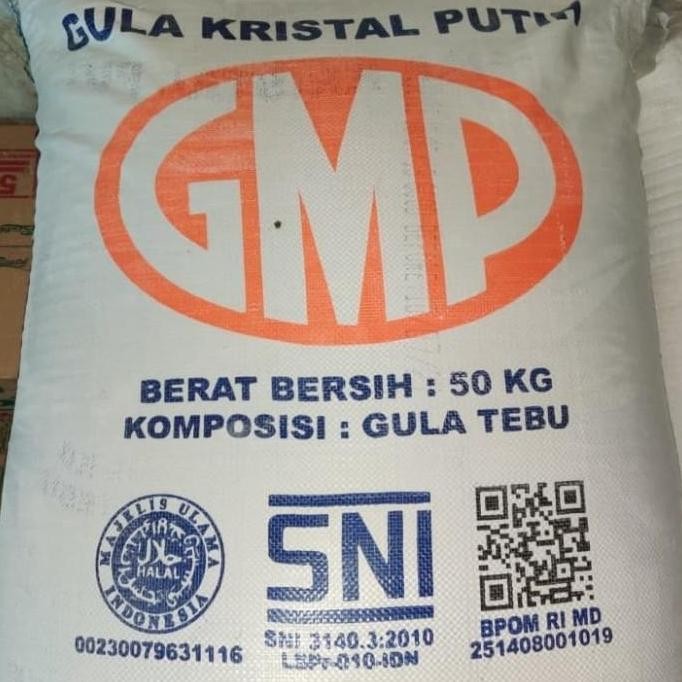 GULA KRISTAL PUTIH
GMP
BERAT BERSIH : 50 KG
KOMPOSISI : GULA TEBU
MAJELIS ULAMA
حلال
HALAL
INDONESIA
00230079631116
SNI
SNI 3140.3:2010
LSPr-010-IDN
BPOM RI MD
251408001019